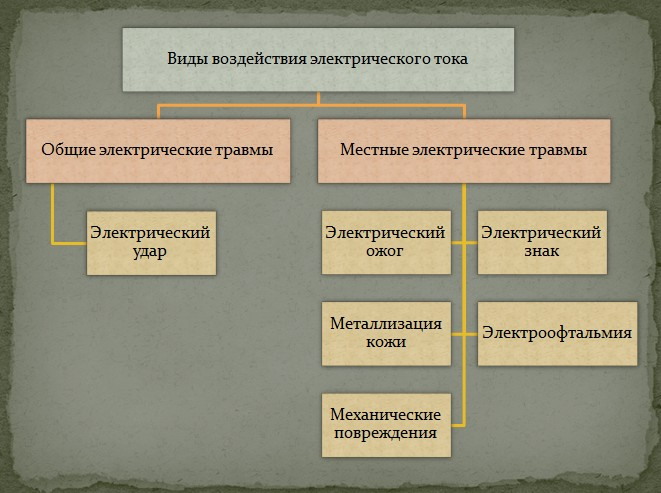 Виды воздействия электрического тока
Общие электрические травмы
Местные электрические травмы
Электрический
удар
Электрический
ожог
Электрический
знак
Металлизация
кожи
Электроофтальмия
Механические
повреждения